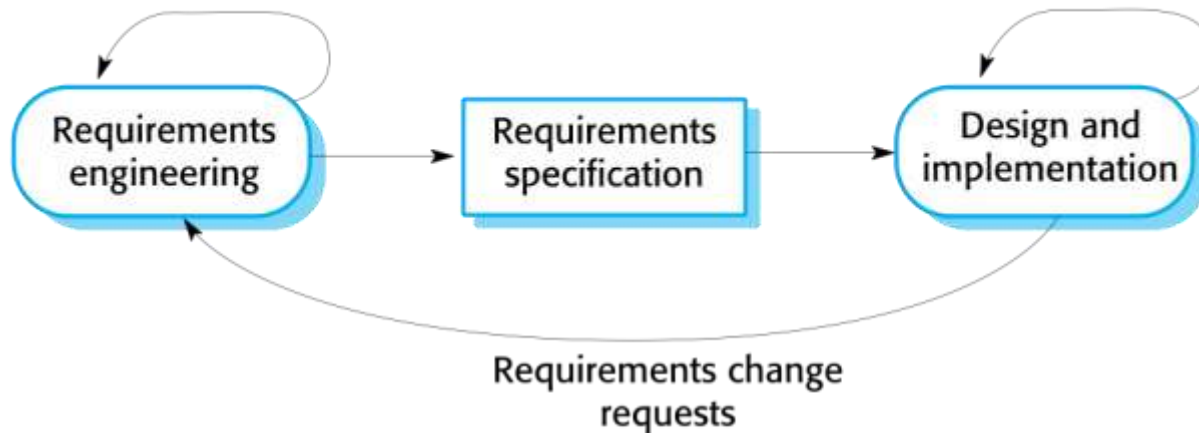 Requirements
engineering
Requirements
specification
Design and
implementation
Requirements change
requests